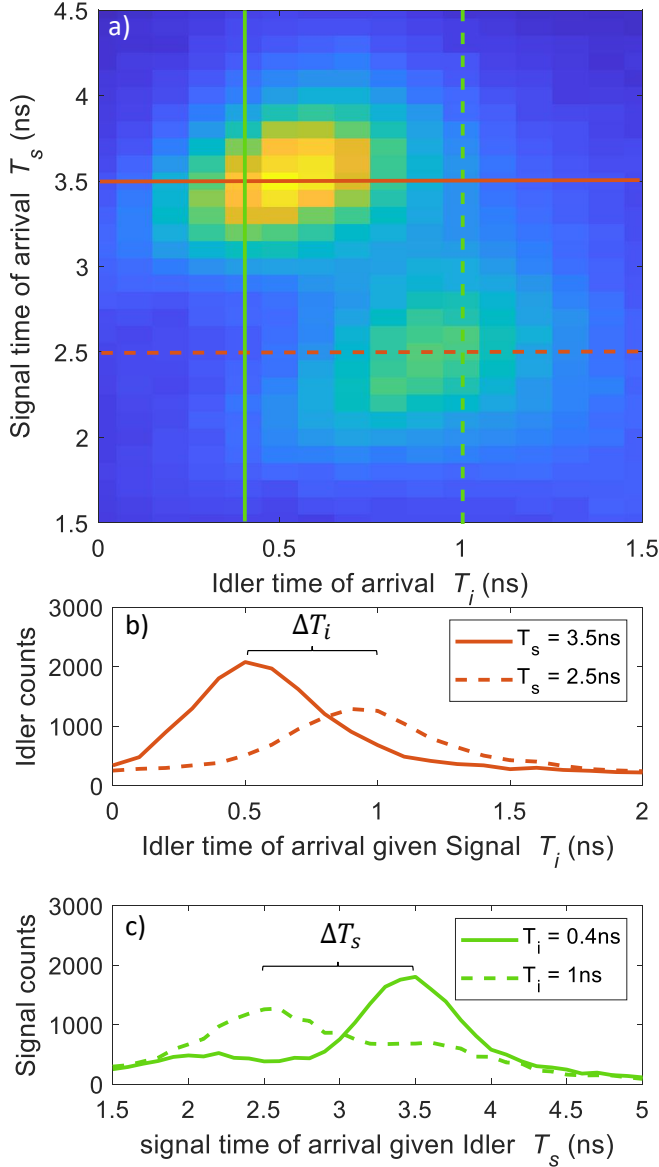 a)
4.5
4
3.5
3
2.5
2
1.5
Signal time of arrival T_s (ns)
0 0.5 1 1.5
Idler time of arrival T_i (ns)
b)
3000
2000
1000
0
Idler counts
ΔT_i
T_s = 3.5ns
T_s = 2.5ns
0 0.5 1 1.5 2
Idler time of arrival given Signal T_i (ns)
c)
3000
2000
1000
0
Signal counts
ΔT_s
T_i = 0.4ns
T_i = 1ns
1.5 2 2.5 3 3.5 4 4.5 5
signal time of arrival given Idler T_s (ns)